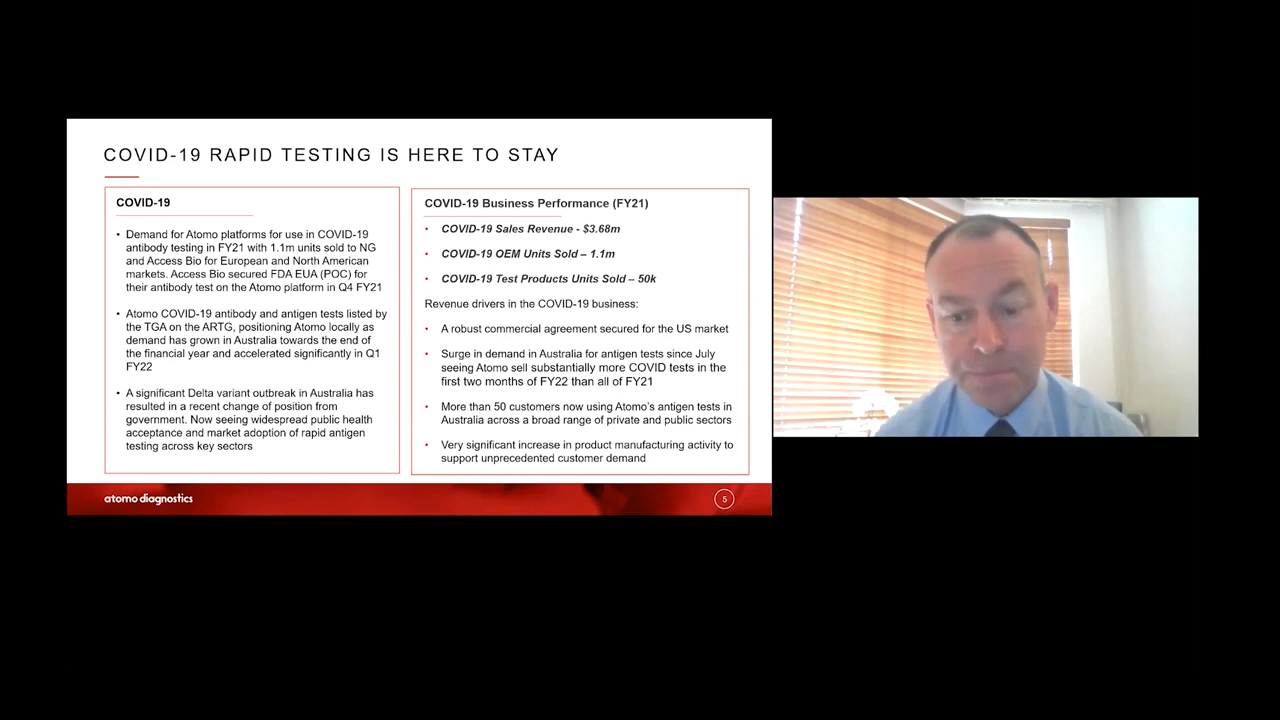 COVID-19 RAPID TESTING IS HERE TO STAY
COVID-19
• Demand for Atomo platforms for use in COVID-19
antibody testing in FY21 with 1.1m units sold to NG
and Access Bio for European and North American
markets. Access Bio secured FDA EUA (POC) for
their antibody test on the Atomo platform in Q4 FY21
• Atomo COVID-19 antibody and antigen tests listed by
the TGA on the ARTG, positioning Atomo locally as
demand has grown in Australia towards the end of
the financial year and accelerated significantly in Q1
FY22
• A significant Delta variant outbreak in Australia has
resulted in a recent change of position from
government. Now seeing widespread public health
acceptance and market adoption of rapid antigen
testing across key sectors
COVID-19 Business Performance (FY21)
• COVID-19 Sales Revenue - $3.68m
• COVID-19 OEM Units Sold – 1.1m
• COVID-19 Test Products Units Sold – 50k
Revenue drivers in the COVID-19 business:
• A robust commercial agreement secured for the US market
• Surge in demand in Australia for antigen tests since July
seeing Atomo sell substantially more COVID tests in the
first two months of FY22 than all of FY21
• More than 50 customers now using Atomo's antigen tests in
Australia across a broad range of private and public sectors
• Very significant increase in product manufacturing activity to
support unprecedented customer demand
atomo diagnostics
5